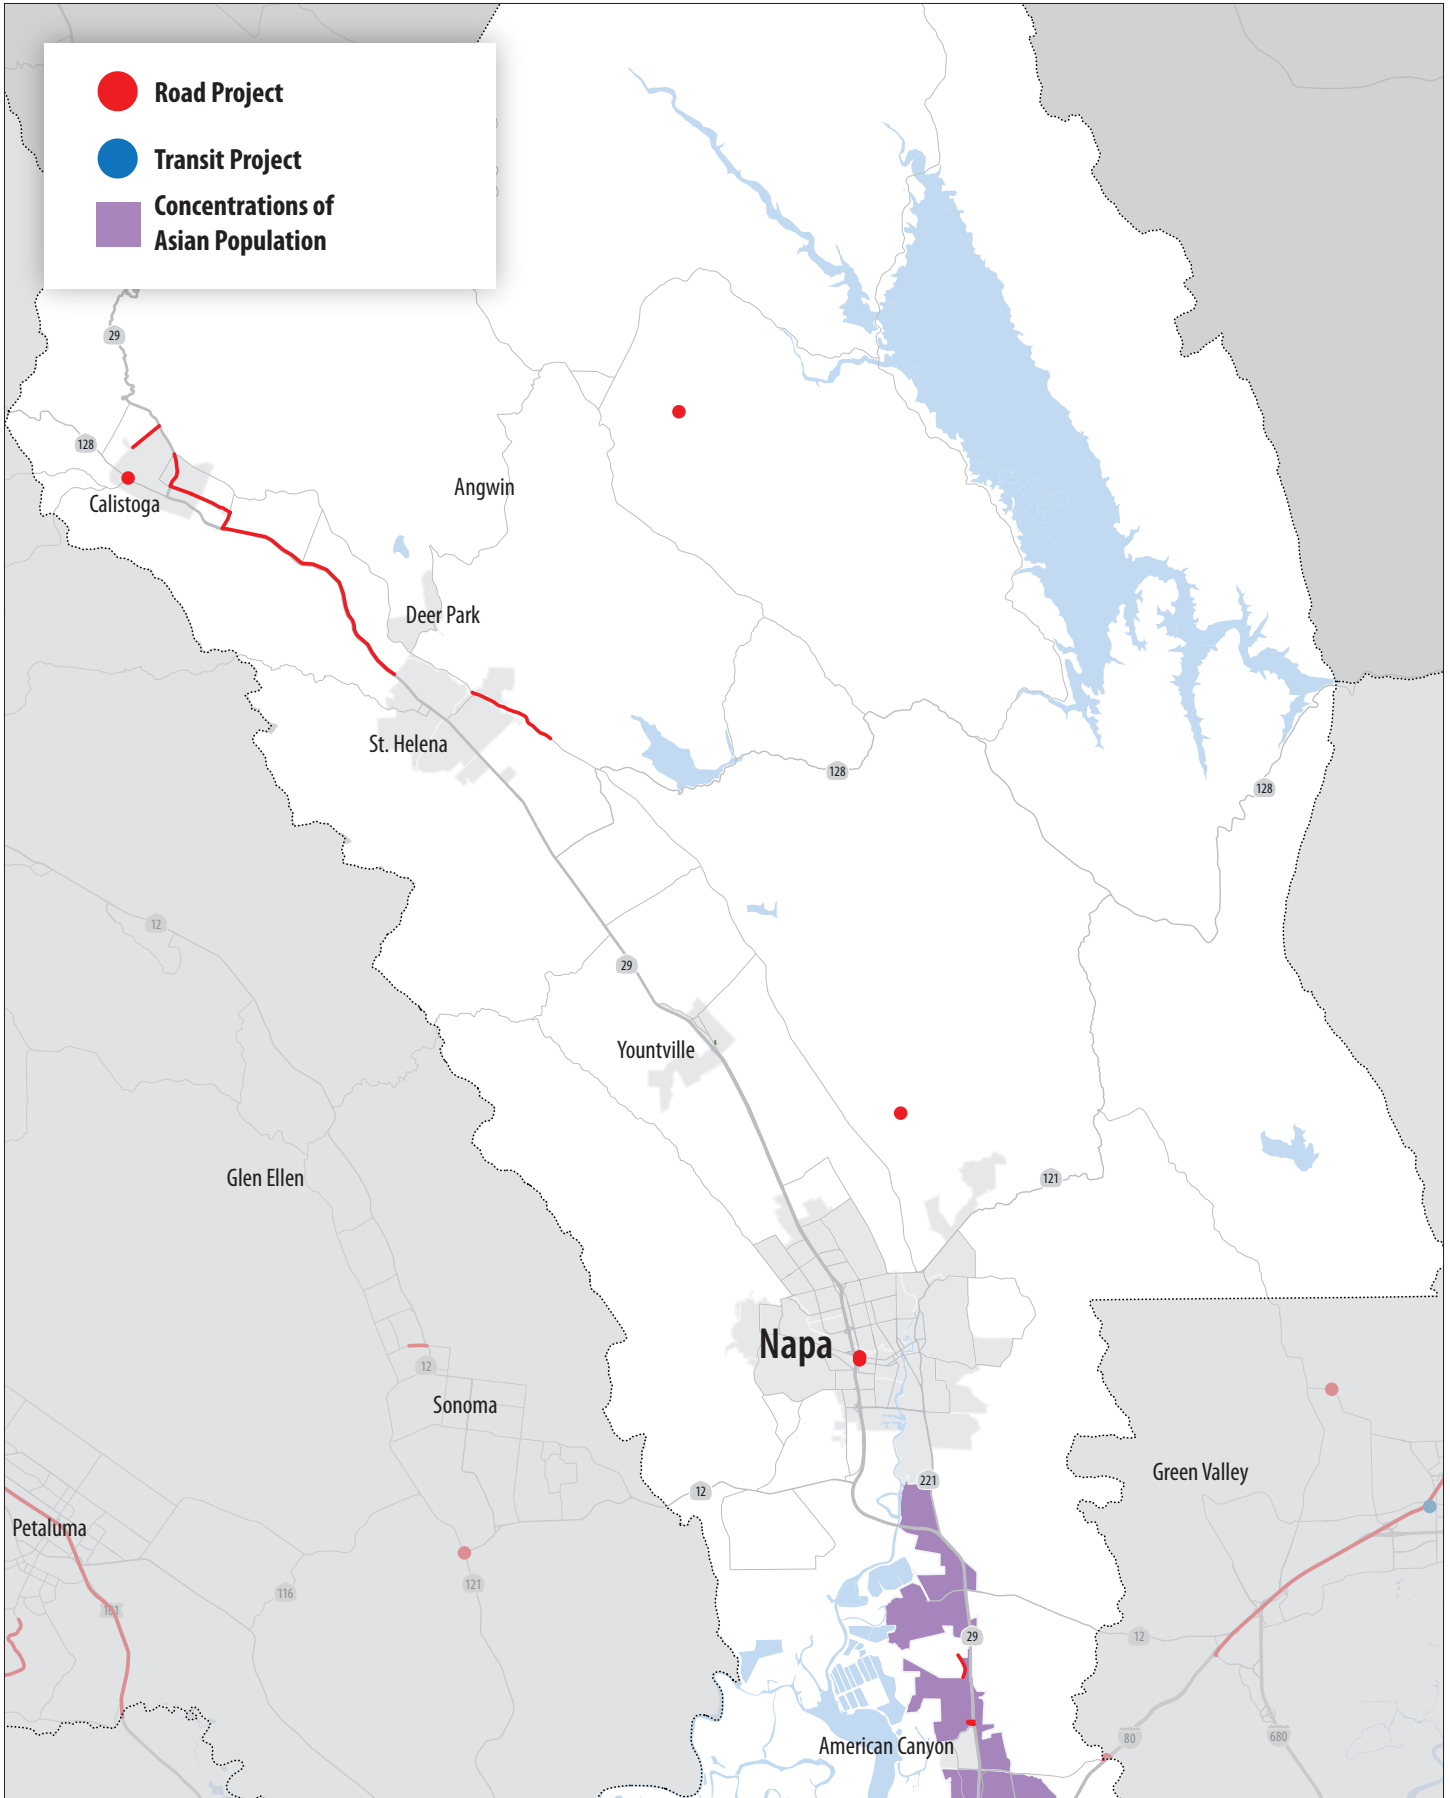 Road Project
Transit Project
Concentrations of
Asian Population
29
128
Calistoga
Angwin
Deer Park
St. Helena
128
128
12
29
Yountville
Glen Ellen
121
Napa
12
Sonoma
Green Valley
221
12
Petaluma
121
116
101
29
12
American Canyon
80
680